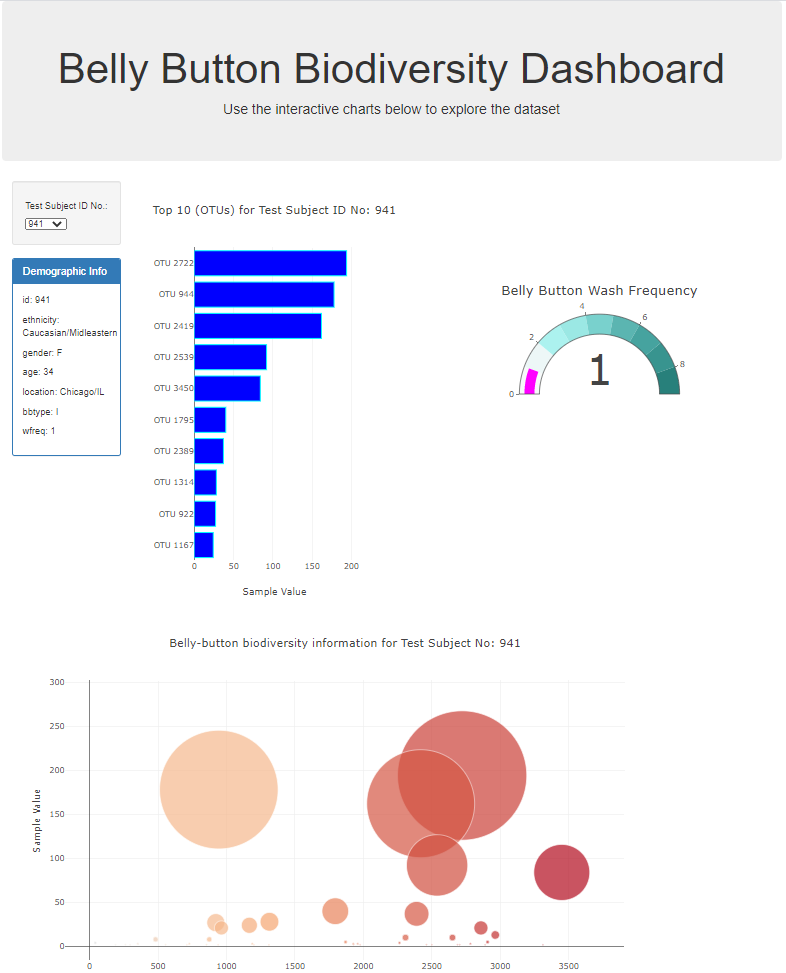 Belly Button Biodiversity Dashboard
Use the interactive charts below to explore the dataset
Test Subject ID No.:
941
Demographic Info
id: 941
ethnicity:
Caucasian/Midleastern
gender: F
age: 34
location: Chicago/IL
bbtype: I
wfreq: 1
Top 10 (OTUs) for Test Subject ID No: 941
OTU 2722
OTU 944
OTU 2419
OTU 2539
OTU 3450
OTU 1795
OTU 2389
OTU 1314
OTU 922
OTU 1167
0 50 100 150 200
Sample Value
Belly Button Wash Frequency
0
2
4
6
8
1
Belly-button biodiversity information for Test Subject No: 941
300
250
200
150
100
50
0
Sample Value
0 500 1000 1500 2000 2500 3000 3500